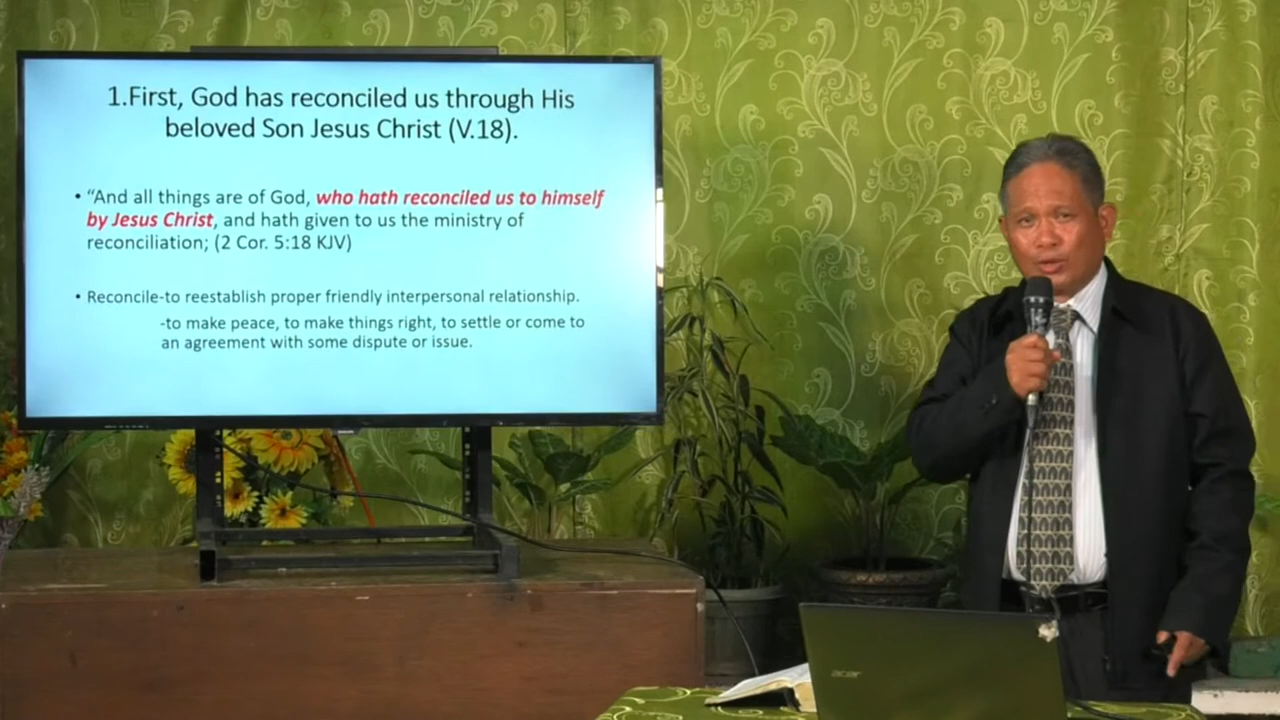 1.First, God has reconciled us through His
beloved Son Jesus Christ (V.18).
• “And all things are of God, who hath reconciled us to himself
by Jesus Christ, and hath given to us the ministry of
reconciliation; (2 Cor. 5:18 KJV)
• Reconcile-to reestablish proper friendly interpersonal relationship.
-to make peace, to make things right, to settle or come to
an agreement with some dispute or issue.
acer